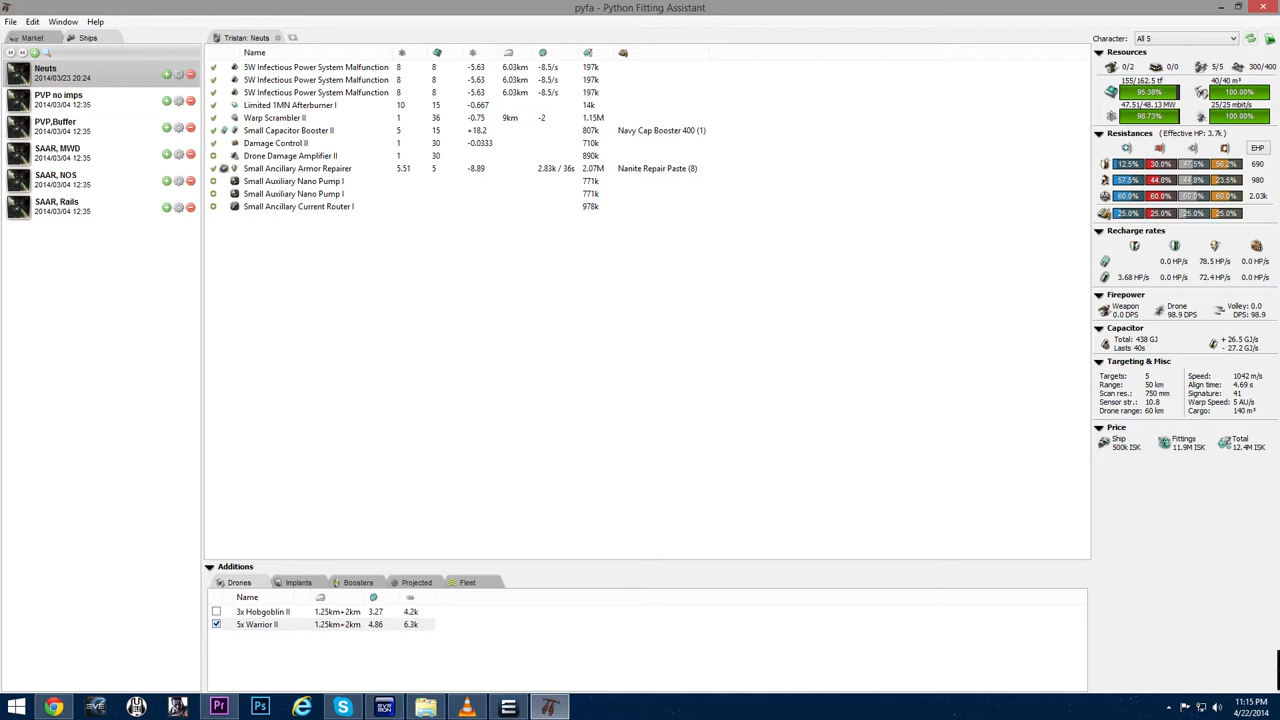 pyfa - Python Fitting Assistant
File Edit Window Help
Market Ships
Tristan: Neuts
Character: All 5
Neuts
2014/03/23 20:24
PVP no imps
2014/03/04 12:35
PVP,Buffer
2014/03/04 12:35
SAAR, MWD
2014/03/04 12:35
SAAR, NOS
2014/03/04 12:35
SAAR, Rails
2014/03/04 12:35
Name
5W Infectious Power System Malfunction 8 8 -5.63 6.03km -8.5/s 197k
5W Infectious Power System Malfunction 8 8 -5.63 6.03km -8.5/s 197k
5W Infectious Power System Malfunction 8 8 -5.63 6.03km -8.5/s 197k
Limited 1MN Afterburner I 10 15 -0.667 14k
Warp Scrambler II 1 36 -0.75 9km -2 1.15M
Small Capacitor Booster II 5 15 +18.2 807k Navy Cap Booster 400 (1)
Damage Control II 1 30 -0.0333 710k
Drone Damage Amplifier II 1 30 890k
Small Ancillary Armor Repairer 5.51 5 -8.89 2.83k / 36s 2.07M Nanite Repair Paste (8)
Small Auxiliary Nano Pump I 771k
Small Auxiliary Nano Pump I 771k
Small Ancillary Current Router I 978k
Additions
Drones Implants Boosters Projected Fleet
Name
3x Hobgoblin II 1.25km+2km 3.27 4.2k
5x Warrior II 1.25km+2km 4.86 6.3k
Resources
0/2 0/0 5/5 300/400
155/162.5 tf 40/40 m³
95.38% 100.00%
47.51/48.13 MW 25/25 mbit/s
98.73% 100.00%
Resistances (Effective HP: 3.7k) EHP
12.5% 30.0% 47.5% 56.2% 690
57.5% 44.8% 44.8% 23.5% 980
60.0% 60.0% 60.0% 60.0% 2.03k
25.0% 25.0% 25.0% 25.0%
Recharge rates
0.0 HP/s 78.5 HP/s 0.0 HP/s
3.68 HP/s 0.0 HP/s 72.4 HP/s 0.0 HP/s
Firepower
Weapon Drone Volley: 0.0
0.0 DPS 98.9 DPS DPS: 98.9
Capacitor
Total: 438 GJ + 26.5 GJ/s
Lasts 40s - 27.2 GJ/s
Targeting & Misc
Targets: 5 Speed: 1042 m/s
Range: 50 km Align time: 4.69 s
Scan res.: 750 mm Signature: 41
Sensor str.: 10.8 Warp Speed: 5 AU/s
Drone range: 60 km Cargo: 140 m³
Price
Ship Fittings Total
500k ISK 11.9M ISK 12.4M ISK
11:15 PM
4/22/2014